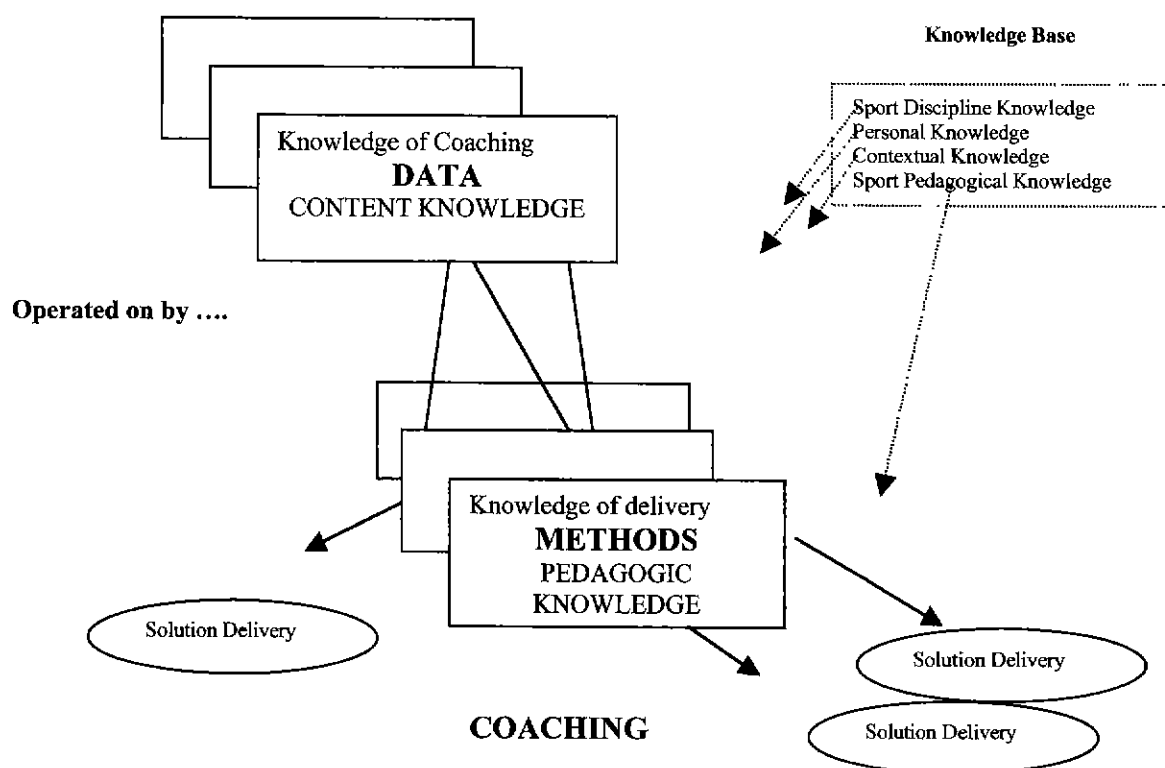 Knowledge Base
Sport Discipline Knowledge
Personal Knowledge
Contextual Knowledge
Sport Pedagogical Knowledge
Knowledge of Coaching
DATA
CONTENT KNOWLEDGE
Operated on by ....
Knowledge of delivery
METHODS
PEDAGOGIC
KNOWLEDGE
Solution Delivery
Solution Delivery
Solution Delivery
COACHING